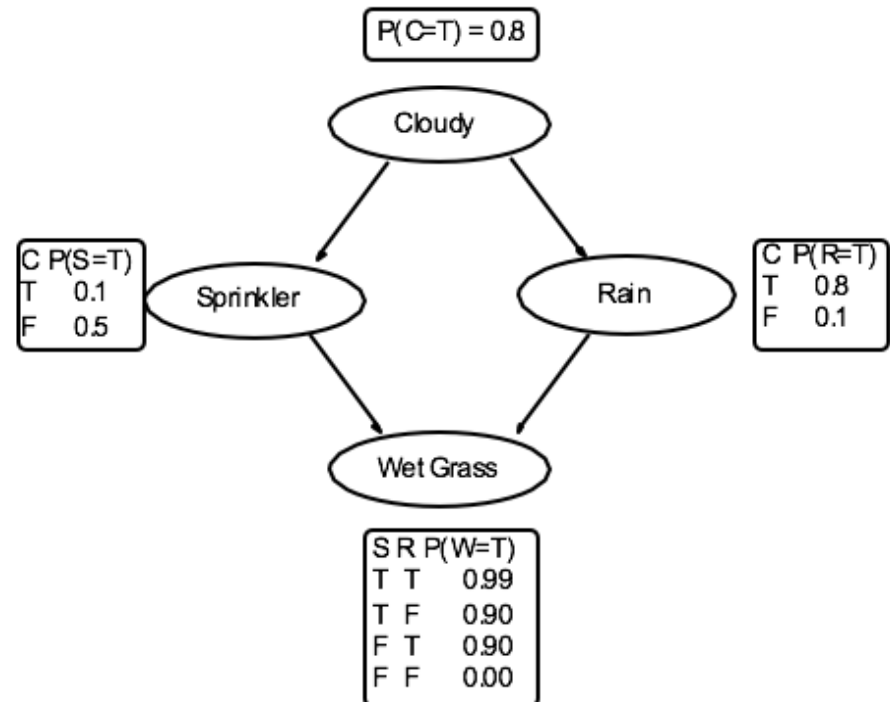 P(C=T) = 0.8
Cloudy
C P(S=T)
T 0.1
F 0.5
Sprinkler
Rain
C P(R=T)
T 0.8
F 0.1
Wet Grass
S R P(W=T)
T T 0.99
T F 0.90
F T 0.90
F F 0.00